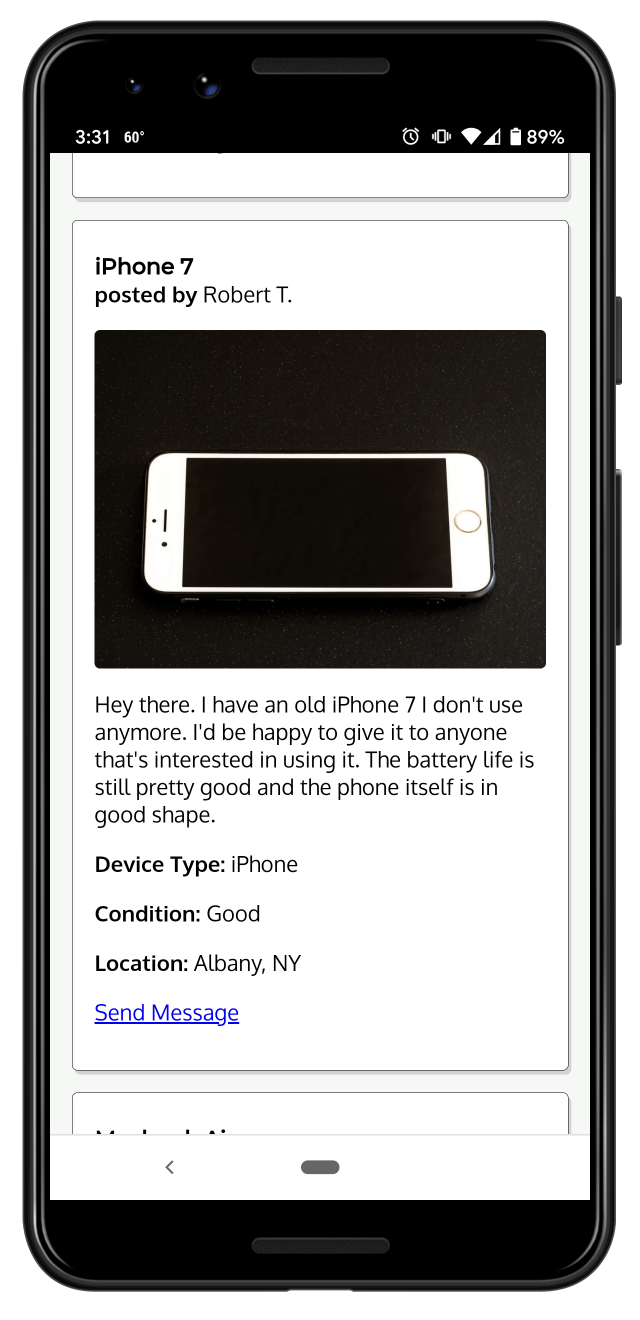 3:31 60° 89%
iPhone 7
posted by Robert T.
Hey there. I have an old iPhone 7 I don't use
anymore. I'd be happy to give it to anyone
that's interested in using it. The battery life is
still pretty good and the phone itself is in
good shape.
Device Type: iPhone
Condition: Good
Location: Albany, NY
Send Message